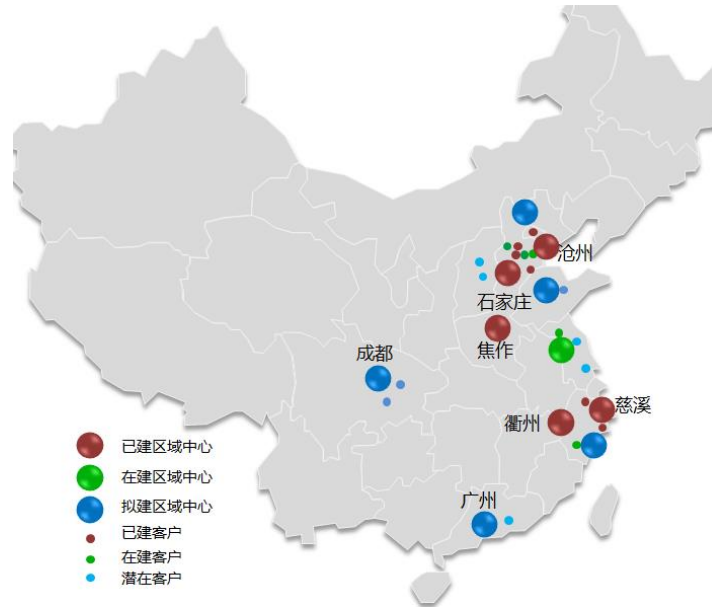 沧州
石家庄
焦作
成都
慈溪
衢州
广州
已建区域中心
在建区域中心
拟建区域中心
已建客户
在建客户
潜在客户